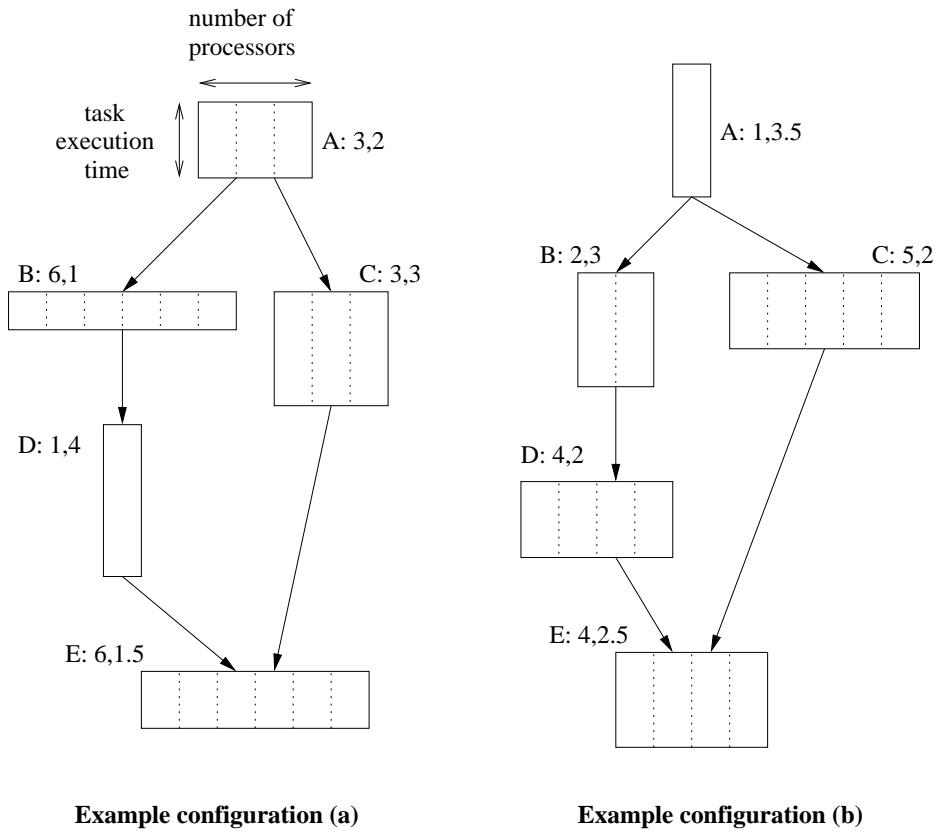 number of
processors
task
execution
time
A: 3,2
B: 6,1
C: 3,3
D: 1,4
E: 6,1.5
Example configuration (a)
A: 1,3.5
B: 2,3
C: 5,2
D: 4,2
E: 4,2.5
Example configuration (b)